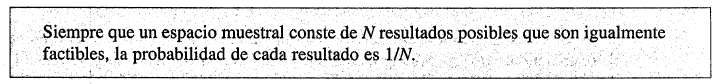 Siempre que un espacio muestral conste de N resultados posibles que son igualmente
factibles, la probabilidad de cada resultado es 1/N.